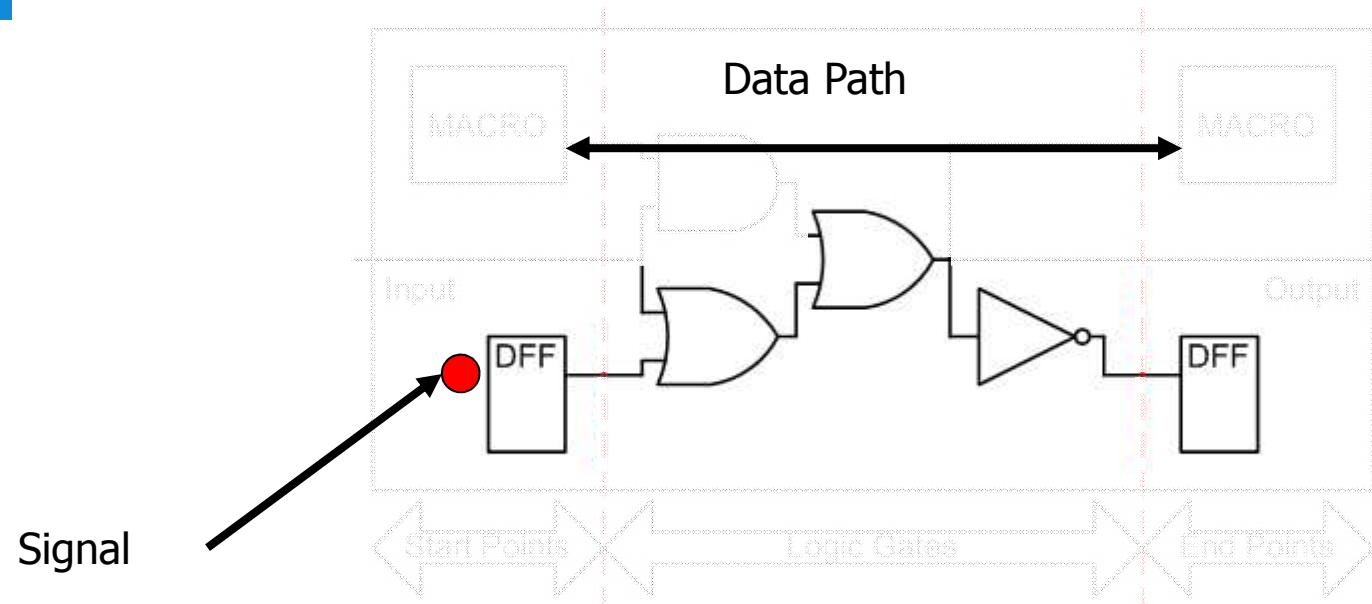 Data Path
MACRO
MACRO
Input
Output
DFF
DFF
Signal
Start Points
Logic Gates
End Points